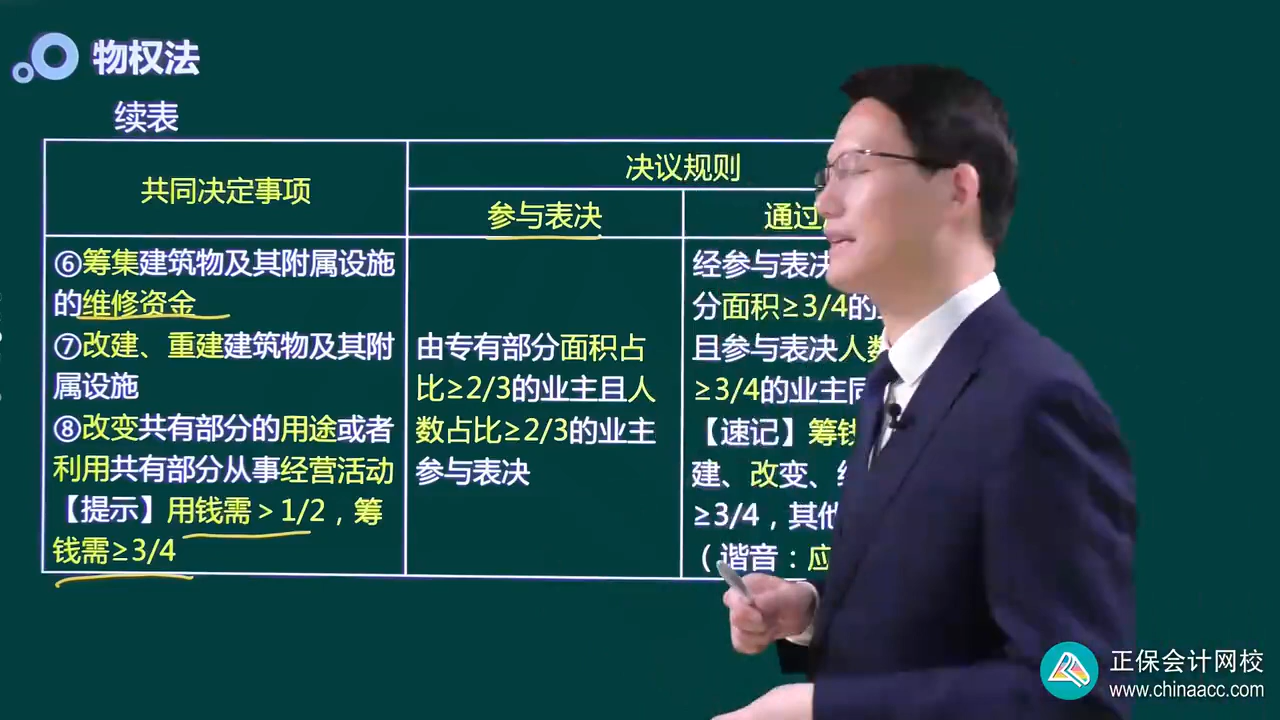 物权法
续表
共同决定事项
决议规则
参与表决
通过
⑥筹集建筑物及其附属设施
的维修资金
⑦改建、重建建筑物及其附
属设施
⑧改变共有部分的用途或者
利用共有部分从事经营活动
【提示】用钱需＞1/2，筹
钱需≥3/4
由专有部分面积占
比≥2/3的业主且人
数占比≥2/3的业主
参与表决
经参与表决
分面积≥3/4的
且参与表决人数
≥3/4的业主同
【速记】筹钱
建、改变、
≥3/4，其他
（谐音：应
正保会计网校
www.chinaacc.com